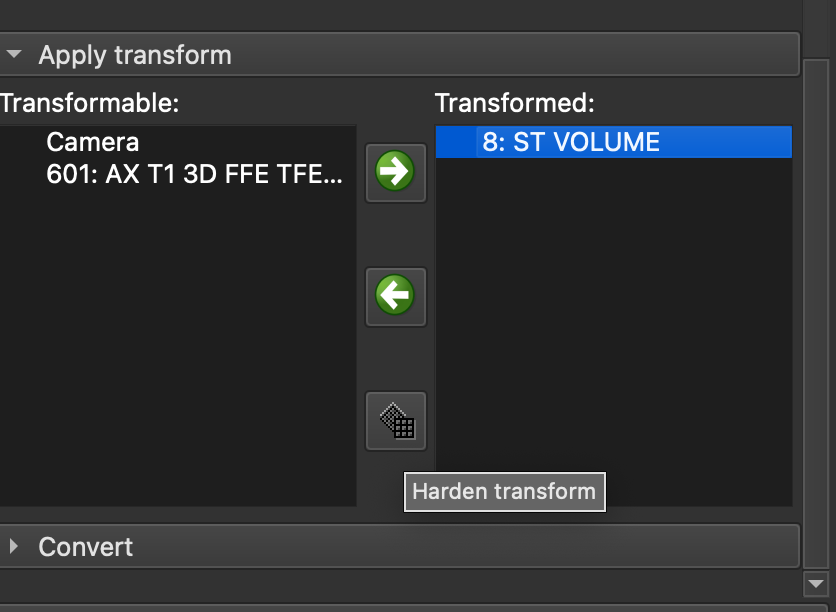 Apply transform
Transformable:
Transformed:
Camera
601: AX T1 3D FFE TFE...
8: ST VOLUME
Harden transform
Convert